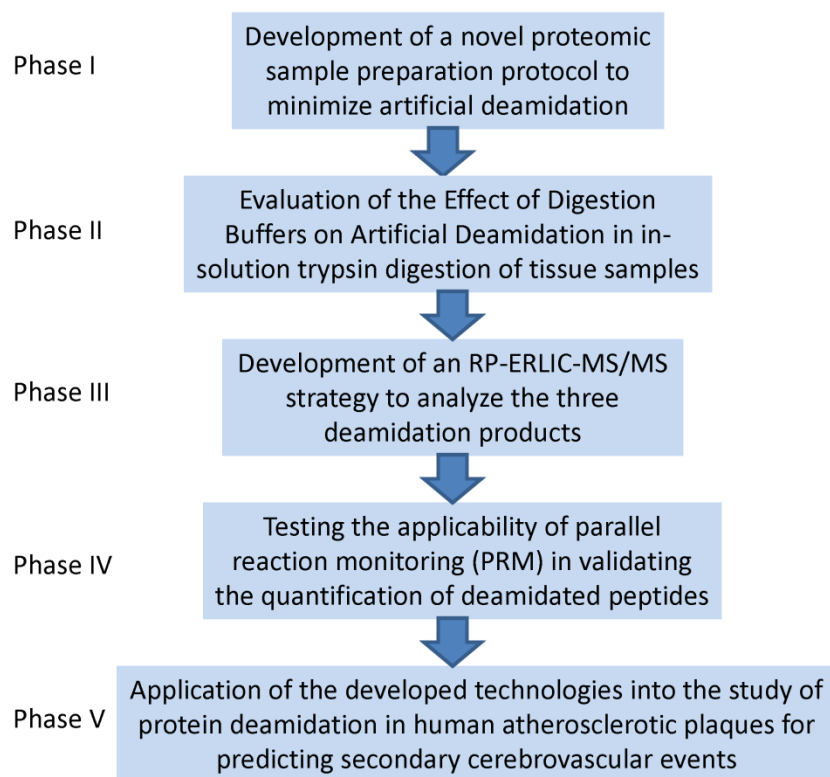 Phase I
Development of a novel proteomic
sample preparation protocol to
minimize artificial deamidation
Phase II
Evaluation of the Effect of Digestion
Buffers on Artificial Deamidation in in-
solution trypsin digestion of tissue samples
Phase III
Development of an RP-ERLIC-MS/MS
strategy to analyze the three
deamidation products
Phase IV
Testing the applicability of parallel
reaction monitoring (PRM) in validating
the quantification of deamidated peptides
Phase V
Application of the developed technologies into the study of
protein deamidation in human atherosclerotic plaques for
predicting secondary cerebrovascular events